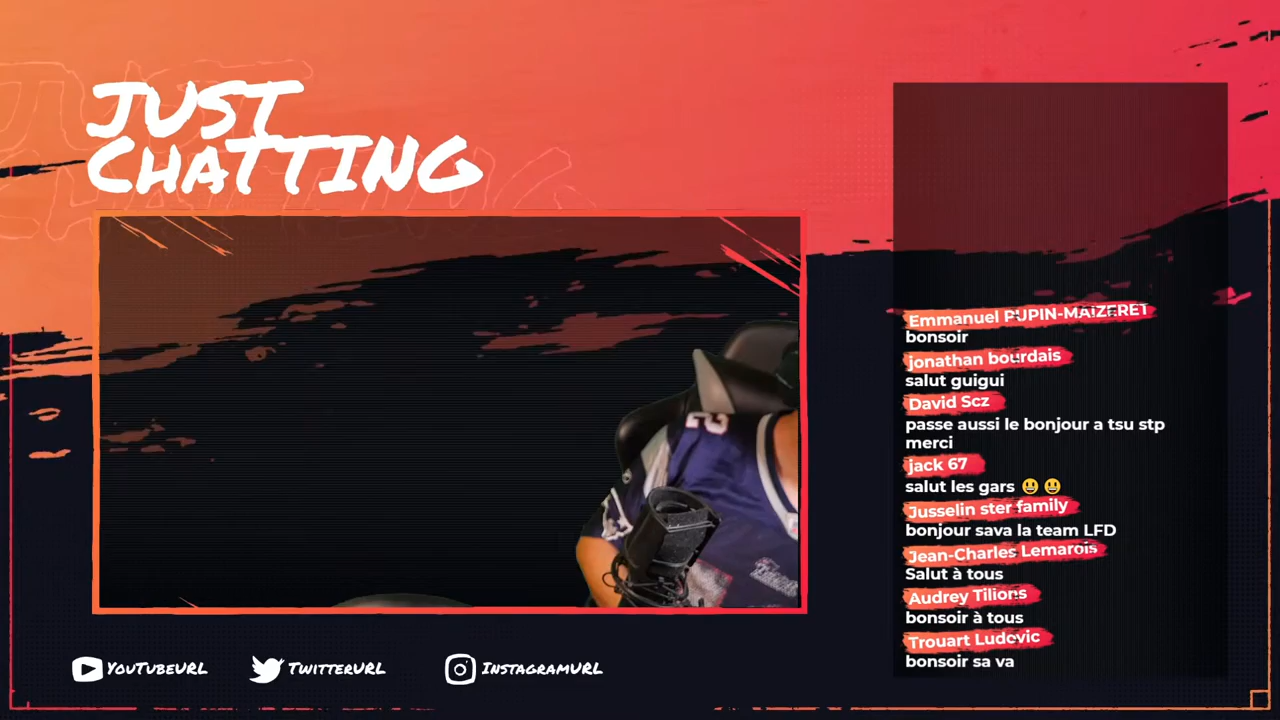 JUST
CHATTING
Emmanuel PUPIN-MAIZERET
bonsoir
jonathan bourdais
salut guigui
David Scz
passe aussi le bonjour a tsu stp
merci
jack 67
salut les gars 😃 😃
Jusselin ster family
bonjour sava la team LFD
Jean-Charles Lemarois
Salut à tous
Audrey Tilions
bonsoir à tous
Trouart Ludovic
bonsoir sa va
2
YouTubeURL
TwitterURL
InstagramURL